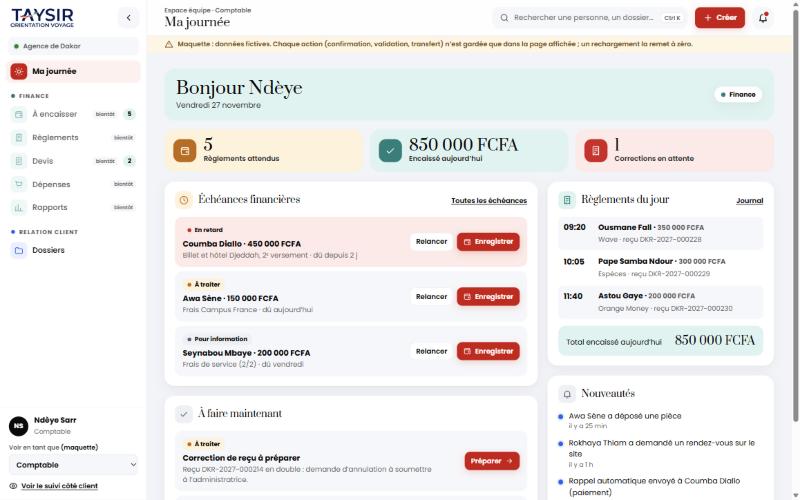 TAYSIR
ORIENTATION VOYAGE
Agence de Dakar
Ma journée
FINANCE
À encaisser bientôt 5
Règlements bientôt
Devis bientôt 2
Dépenses bientôt
Rapports bientôt
RELATION CLIENT
Dossiers
NS
Ndèye Sarr
Comptable
Voir en tant que (maquette)
Comptable
Voir le suivi côté client
Espace équipe · Comptable
Ma journée
Rechercher une personne, un dossier... Ctrl K
+ Créer
Maquette : données fictives. Chaque action (confirmation, validation, transfert) n'est gardée que dans la page affichée ; un rechargement la remet à zéro.
Bonjour Ndèye
Vendredi 27 novembre
Finance
5
Règlements attendus
850 000 FCFA
Encaissé aujourd'hui
1
Corrections en attente
Échéances financières
Toutes les échéances
En retard
Coumba Diallo · 450 000 FCFA
Billet et hôtel Djeddah, 2ᵉ versement · dû depuis 2 j
Relancer
Enregistrer
À traiter
Awa Sène · 150 000 FCFA
Frais Campus France · dû aujourd'hui
Relancer
Enregistrer
Pour information
Seynabou Mbaye · 200 000 FCFA
Frais de service (2/2) · dû vendredi
Relancer
Enregistrer
À faire maintenant
À traiter
Correction de reçu à préparer
Reçu DKR-2027-000214 en double : demande d'annulation à soumettre
à l'administratrice.
Préparer →
Règlements du jour
Journal
09:20 Ousmane Fall · 350 000 FCFA
Wave · reçu DKR-2027-000228
10:05 Pape Samba Ndour · 300 000 FCFA
Espèces · reçu DKR-2027-000229
11:40 Astou Gaye · 200 000 FCFA
Orange Money · reçu DKR-2027-000230
Total encaissé aujourd'hui 850 000 FCFA
Nouveautés
Awa Sène a déposé une pièce
il y a 25 min
Rokhaya Thiam a demandé un rendez-vous sur le
site
il y a 1 h
Rappel automatique envoyé à Coumba Diallo
(paiement)